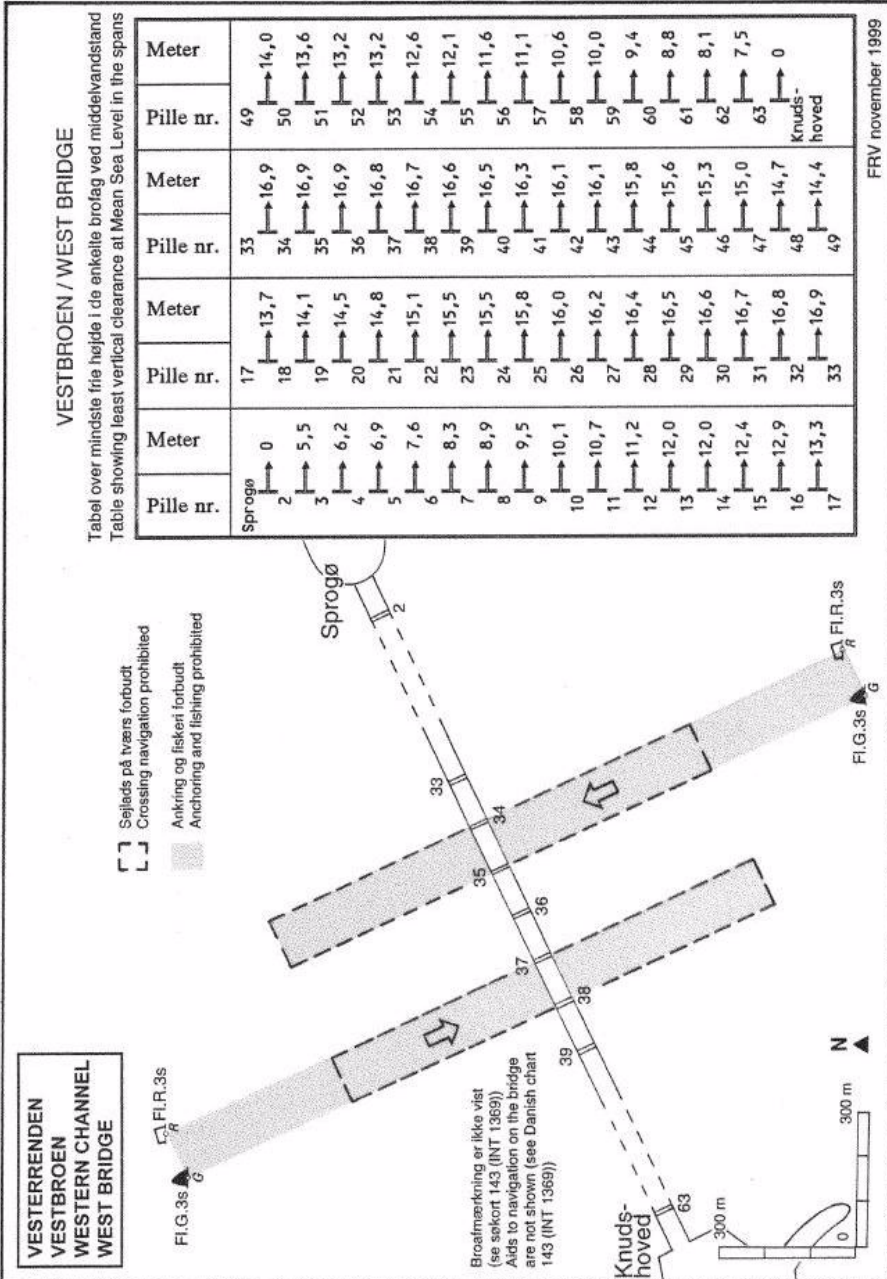 VESTERRENDEN
VESTBROEN
WESTERN CHANNEL
WEST BRIDGE
Sejlads på tværs forbudt
Crossing navigation prohibited
Ankring og fiskeri forbudt
Anchoring and fishing prohibited
Fl.G.3s
G
Fl.R.3s
R
Sprogø
2
33
34
35
36
37
38
39
63
Knuds-
hoved
Broafmærkning er ikke vist
(se søkort 143 (INT 1369))
Aids to navigation on the bridge
are not shown (see Danish chart
143 (INT 1369))
300 m
0
300 m
N
Fl.G.3s
G
Fl.R.3s
R
VESTBROEN / WEST BRIDGE
Tabel over mindste frie højde i de enkelte brofag ved middelvandstand
Table showing least vertical clearance at Mean Sea Level in the spans
Pille nr. Meter Pille nr. Meter Pille nr. Meter Pille nr. Meter
Sprogø 17 33 49
0 13,7 16,9 14,0
2 18 34 50
5,5 14,1 16,9 13,6
3 19 35 51
6,2 14,5 16,9 13,2
4 20 36 52
6,9 14,8 16,8 13,2
5 21 37 53
7,6 15,1 16,7 12,6
6 22 38 54
8,3 15,5 16,6 12,1
7 23 39 55
8,9 15,5 16,5 11,6
8 24 40 56
9,5 15,8 16,3 11,1
9 25 41 57
10,1 16,0 16,1 10,6
10 26 42 58
10,7 16,2 16,1 10,0
11 27 43 59
11,2 16,4 15,8 9,4
12 28 44 60
12,0 16,5 15,6 8,8
13 29 45 61
12,0 16,6 15,3 8,1
14 30 46 62
12,4 16,7 15,0 7,5
15 31 47 63
12,9 16,8 14,7 0
16 32 48 Knuds-
hoved
13,3 16,9 14,4
17 33 49
FRV november 1999